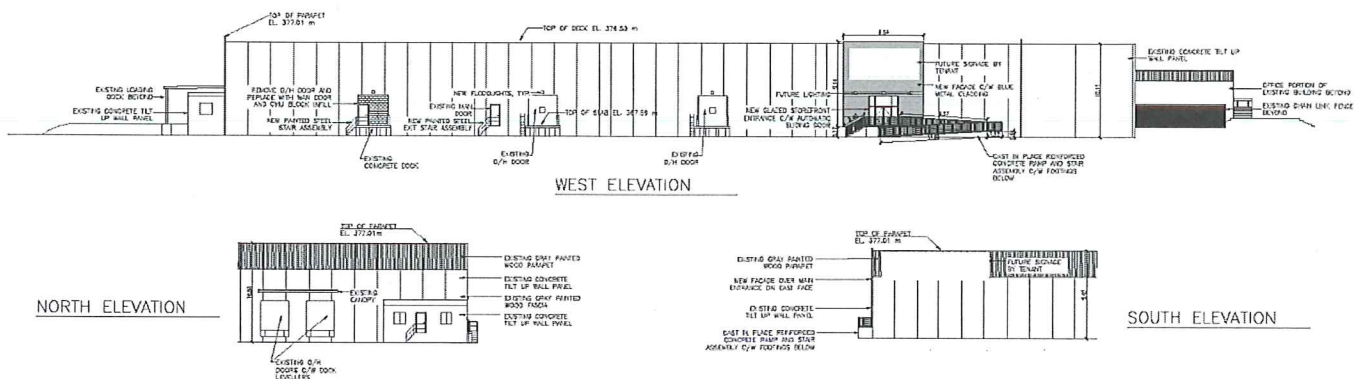 TOP OF PARAPET
EL. 377.01 m
TOP OF DECK EL. 376.53 m
EXISTING LOADING
DOCK BEYOND
EXISTING CONCRETE TILT
UP WALL PANEL
REMOVE O/H DOOR AND
REPLACE WITH MAN DOOR
AND CMU BLOCK INFILL
NEW PAINTED STEEL
STAIR ASSEMBLY
EXISTING
CONCRETE DOCK
NEW FLOODLIGHTS, TYP.
EXISTING MAN
DOOR
NEW PAINTED STEEL
EXIT STAIR ASSEMBLY
EXISTING
O/H DOOR
EXISTING
O/H DOOR
FUTURE LIGHTING
NEW GLAZED STOREFRONT
ENTRANCE C/W AUTOMATIC
SLIDING DOOR
FUTURE SIGNAGE BY
TENANT
NEW FACADE C/W BLUE
METAL CLADDING
CAST IN PLACE REINFORCED
CONCRETE RAMP AND STAIR
ASSEMBLY C/W FOOTINGS
BELOW
EXISTING CONCRETE TILT UP
WALL PANEL
OFFICE PORTION OF
EXISTING BUILDING BEYOND
EXISTING CHAIN LINK FENCE
BEYOND
WEST ELEVATION
TOP OF PARAPET
EL. 377.01m
EXISTING GRAY PAINTED
WOOD PARAPET
EXISTING CONCRETE
TILT UP WALL PANEL
EXISTING GRAY PAINTED
WOOD FASCIA
EXISTING CONCRETE
TILT UP WALL PANEL
EXISTING
CANOPY
EXISTING O/H
DOORS C/W DOCK
LEVELLERS
NORTH ELEVATION
TOP OF PARAPET
EL. 377.01 m
EXISTING GRAY PAINTED
WOOD PARAPET
NEW FACADE OVER MAIN
ENTRANCE ON EAST FACE
EXISTING CONCRETE
TILT UP WALL PANEL
CAST IN PLACE REINFORCED
CONCRETE RAMP AND STAIR
ASSEMBLY C/W FOOTINGS BELOW
FUTURE SIGNAGE
BY TENANT
SOUTH ELEVATION